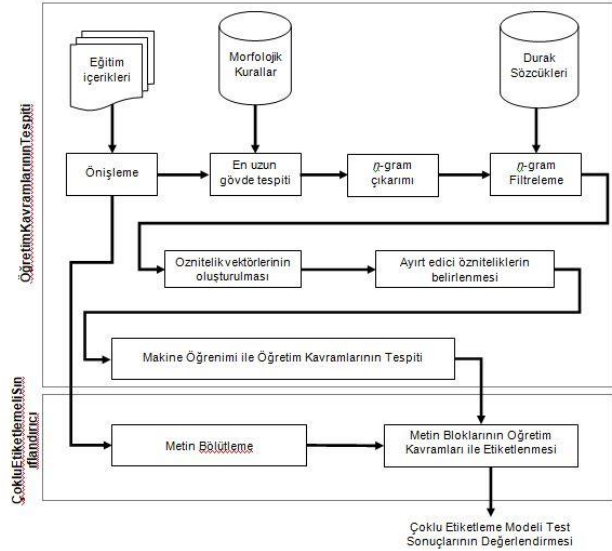 Eğitim
içerikleri
Morfolojik
Kurallar
Durak
Sözcükleri
ÖğretimKavramlarınınTespiti
Önişleme
En uzun
gövde tespiti
n-gram
çıkarımı
n-gram
Filtreleme
Oznitelik vektörlerinin
oluşturulması
Ayırt edici özniteliklerin
belirlenmesi
Makine Öğrenimi ile Öğretim Kavramlarının Tespiti
ÇokluEtiketlemeliSın
ıflandırıcı
Metin Bölütleme
Metin Bloklarının Öğretim
Kavramları ile Etiketlenmesi
Çoklu Etiketleme Modeli Test
Sonuçlarının Değerlendirmesi